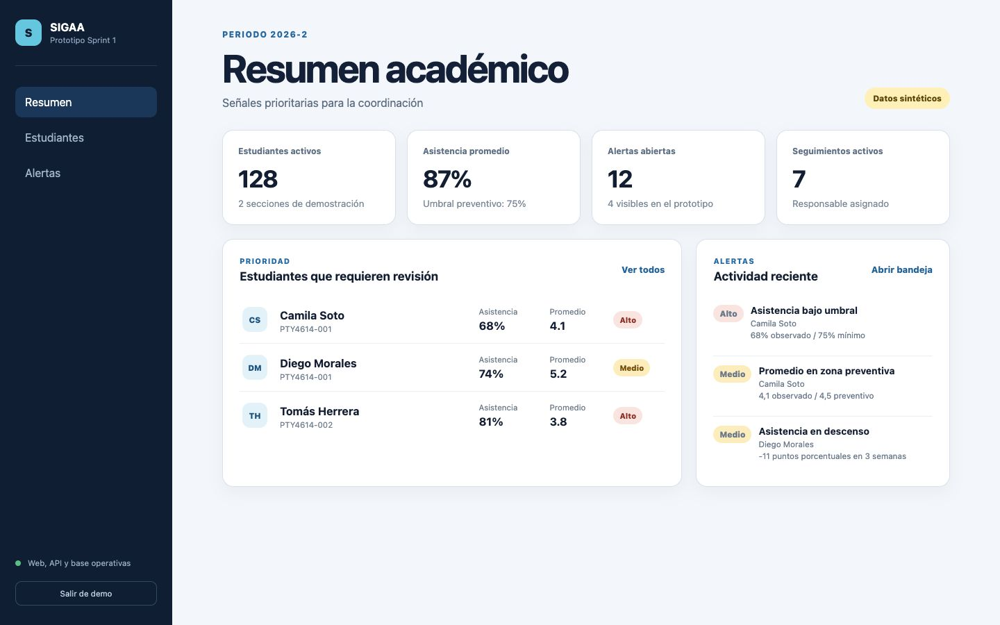 S
SIGAA
Prototipo Sprint 1
Resumen
Estudiantes
Alertas
Web, API y base operativas
Salir de demo
PERIODO 2026-2
Resumen académico
Señales prioritarias para la coordinación
Datos sintéticos
Estudiantes activos
128
2 secciones de demostración
Asistencia promedio
87%
Umbral preventivo: 75%
Alertas abiertas
12
4 visibles en el prototipo
Seguimientos activos
7
Responsable asignado
PRIORIDAD
Estudiantes que requieren revisión
Ver todos
CS
Camila Soto
PTY4614-001
Asistencia
68%
Promedio
4.1
Alto
DM
Diego Morales
PTY4614-001
Asistencia
74%
Promedio
5.2
Medio
TH
Tomás Herrera
PTY4614-002
Asistencia
81%
Promedio
3.8
Alto
ALERTAS
Actividad reciente
Abrir bandeja
Alto
Asistencia bajo umbral
Camila Soto
68% observado / 75% mínimo
Medio
Promedio en zona preventiva
Camila Soto
4,1 observado / 4,5 preventivo
Medio
Asistencia en descenso
Diego Morales
-11 puntos porcentuales en 3 semanas